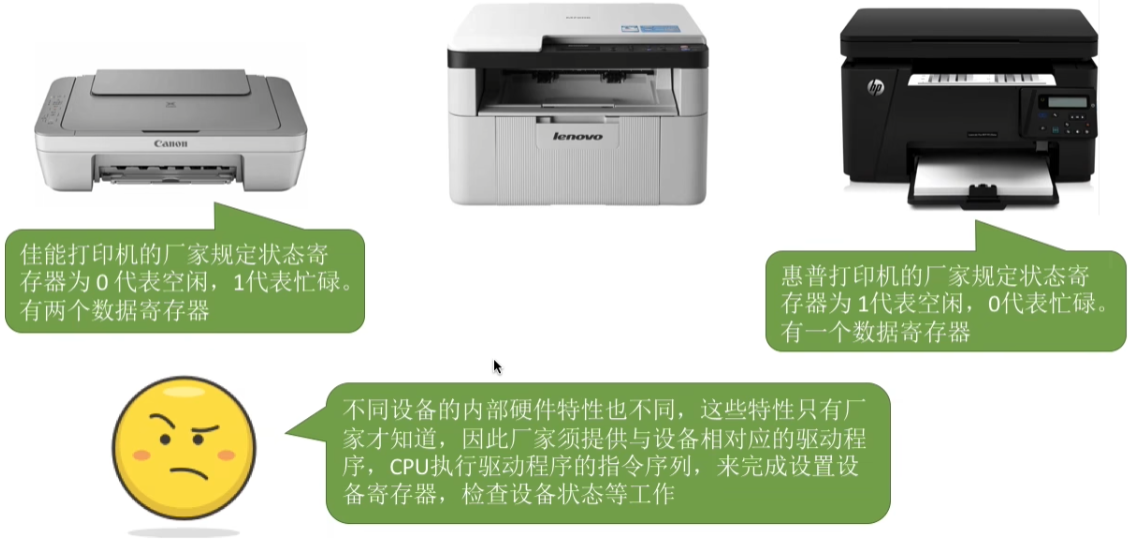 Canon
lenovo
hp
佳能打印机的厂家规定状态寄
存器为 0 代表空闲，1代表忙碌。
有两个数据寄存器
惠普打印机的厂家规定状态寄
存器为 1代表空闲，0代表忙碌。
有一个数据寄存器
不同设备的内部硬件特性也不同，这些特性只有厂
家才知道，因此厂家须提供与设备相对应的驱动程
序，CPU执行驱动程序的指令序列，来完成设置设
备寄存器，检查设备状态等工作